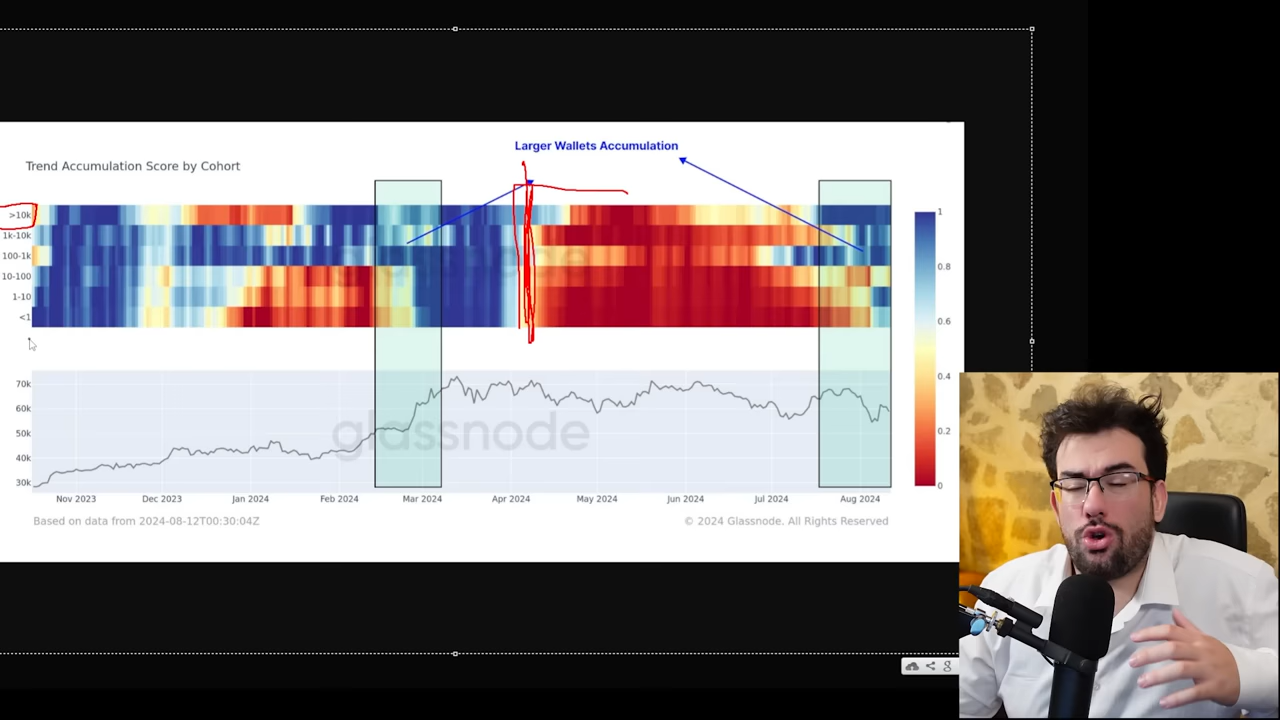 Larger Wallets Accumulation
Trend Accumulation Score by Cohort
>10k
1k-10k
100-1k
10-100
1-10
<1
1
0.8
0.6
0.4
0.2
0
glassnode
70k
60k
50k
40k
30k
glassnode
Nov 2023 Dec 2023 Jan 2024 Feb 2024 Mar 2024 Apr 2024 May 2024 Jun 2024 Jul 2024 Aug 2024
Based on data from 2024-08-12T00:30:04Z © 2024 Glassnode. All Rights Reserved
g